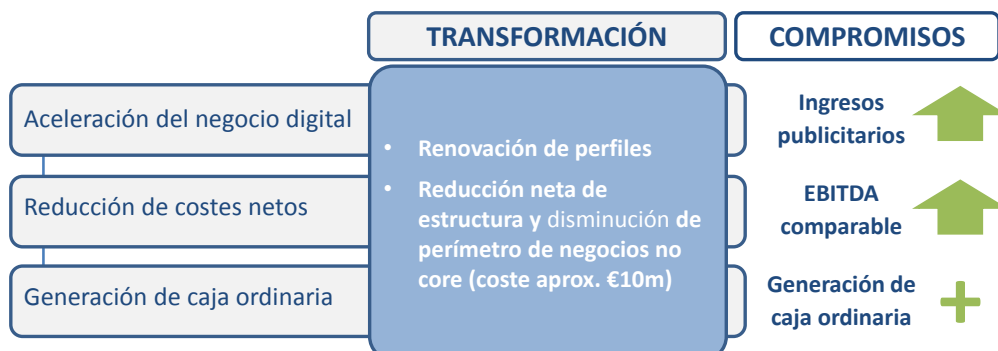 TRANSFORMACIÓN
COMPROMISOS
Aceleración del negocio digital
Reducción de costes netos
Generación de caja ordinaria
• Renovación de perfiles
• Reducción neta de
estructura y disminución de
perímetro de negocios no
core (coste aprox. €10m)
Ingresos
publicitarios
EBITDA
comparable
Generación de
caja ordinaria